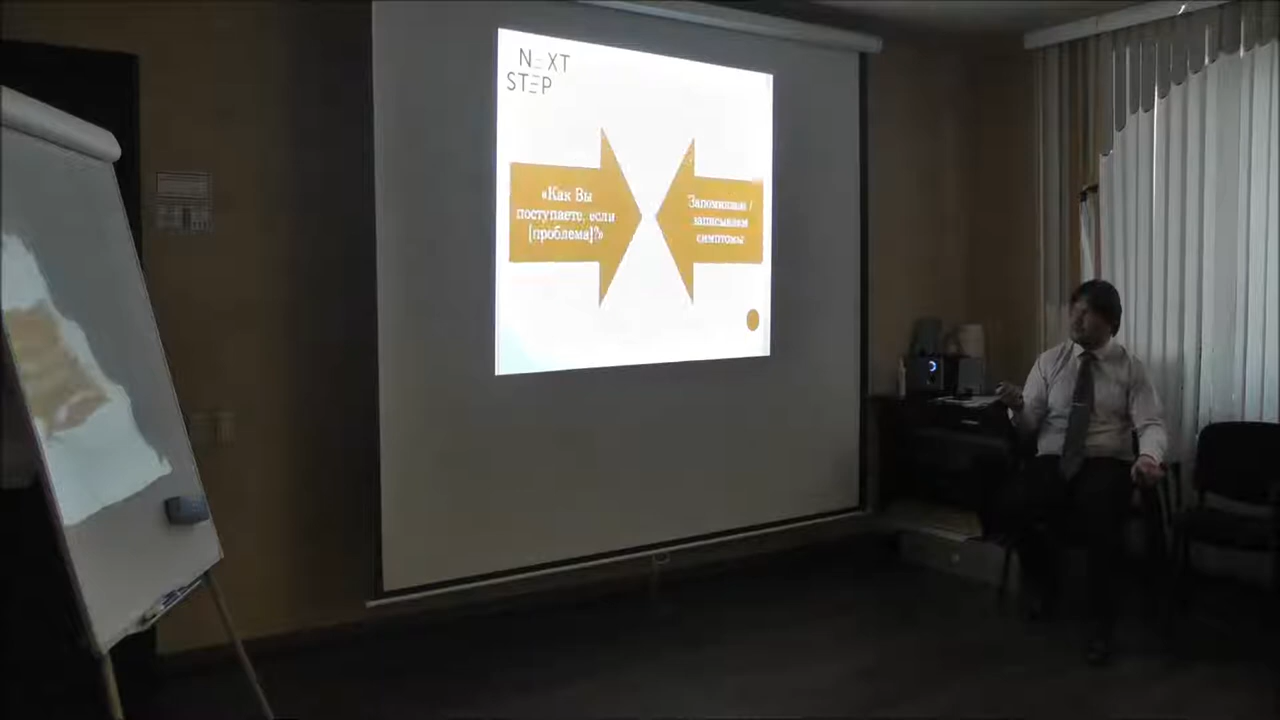 NEXT
STEP
«Как Вы
поступаете, если
[проблема]?»
Запоминаем /
записываем
симптомы